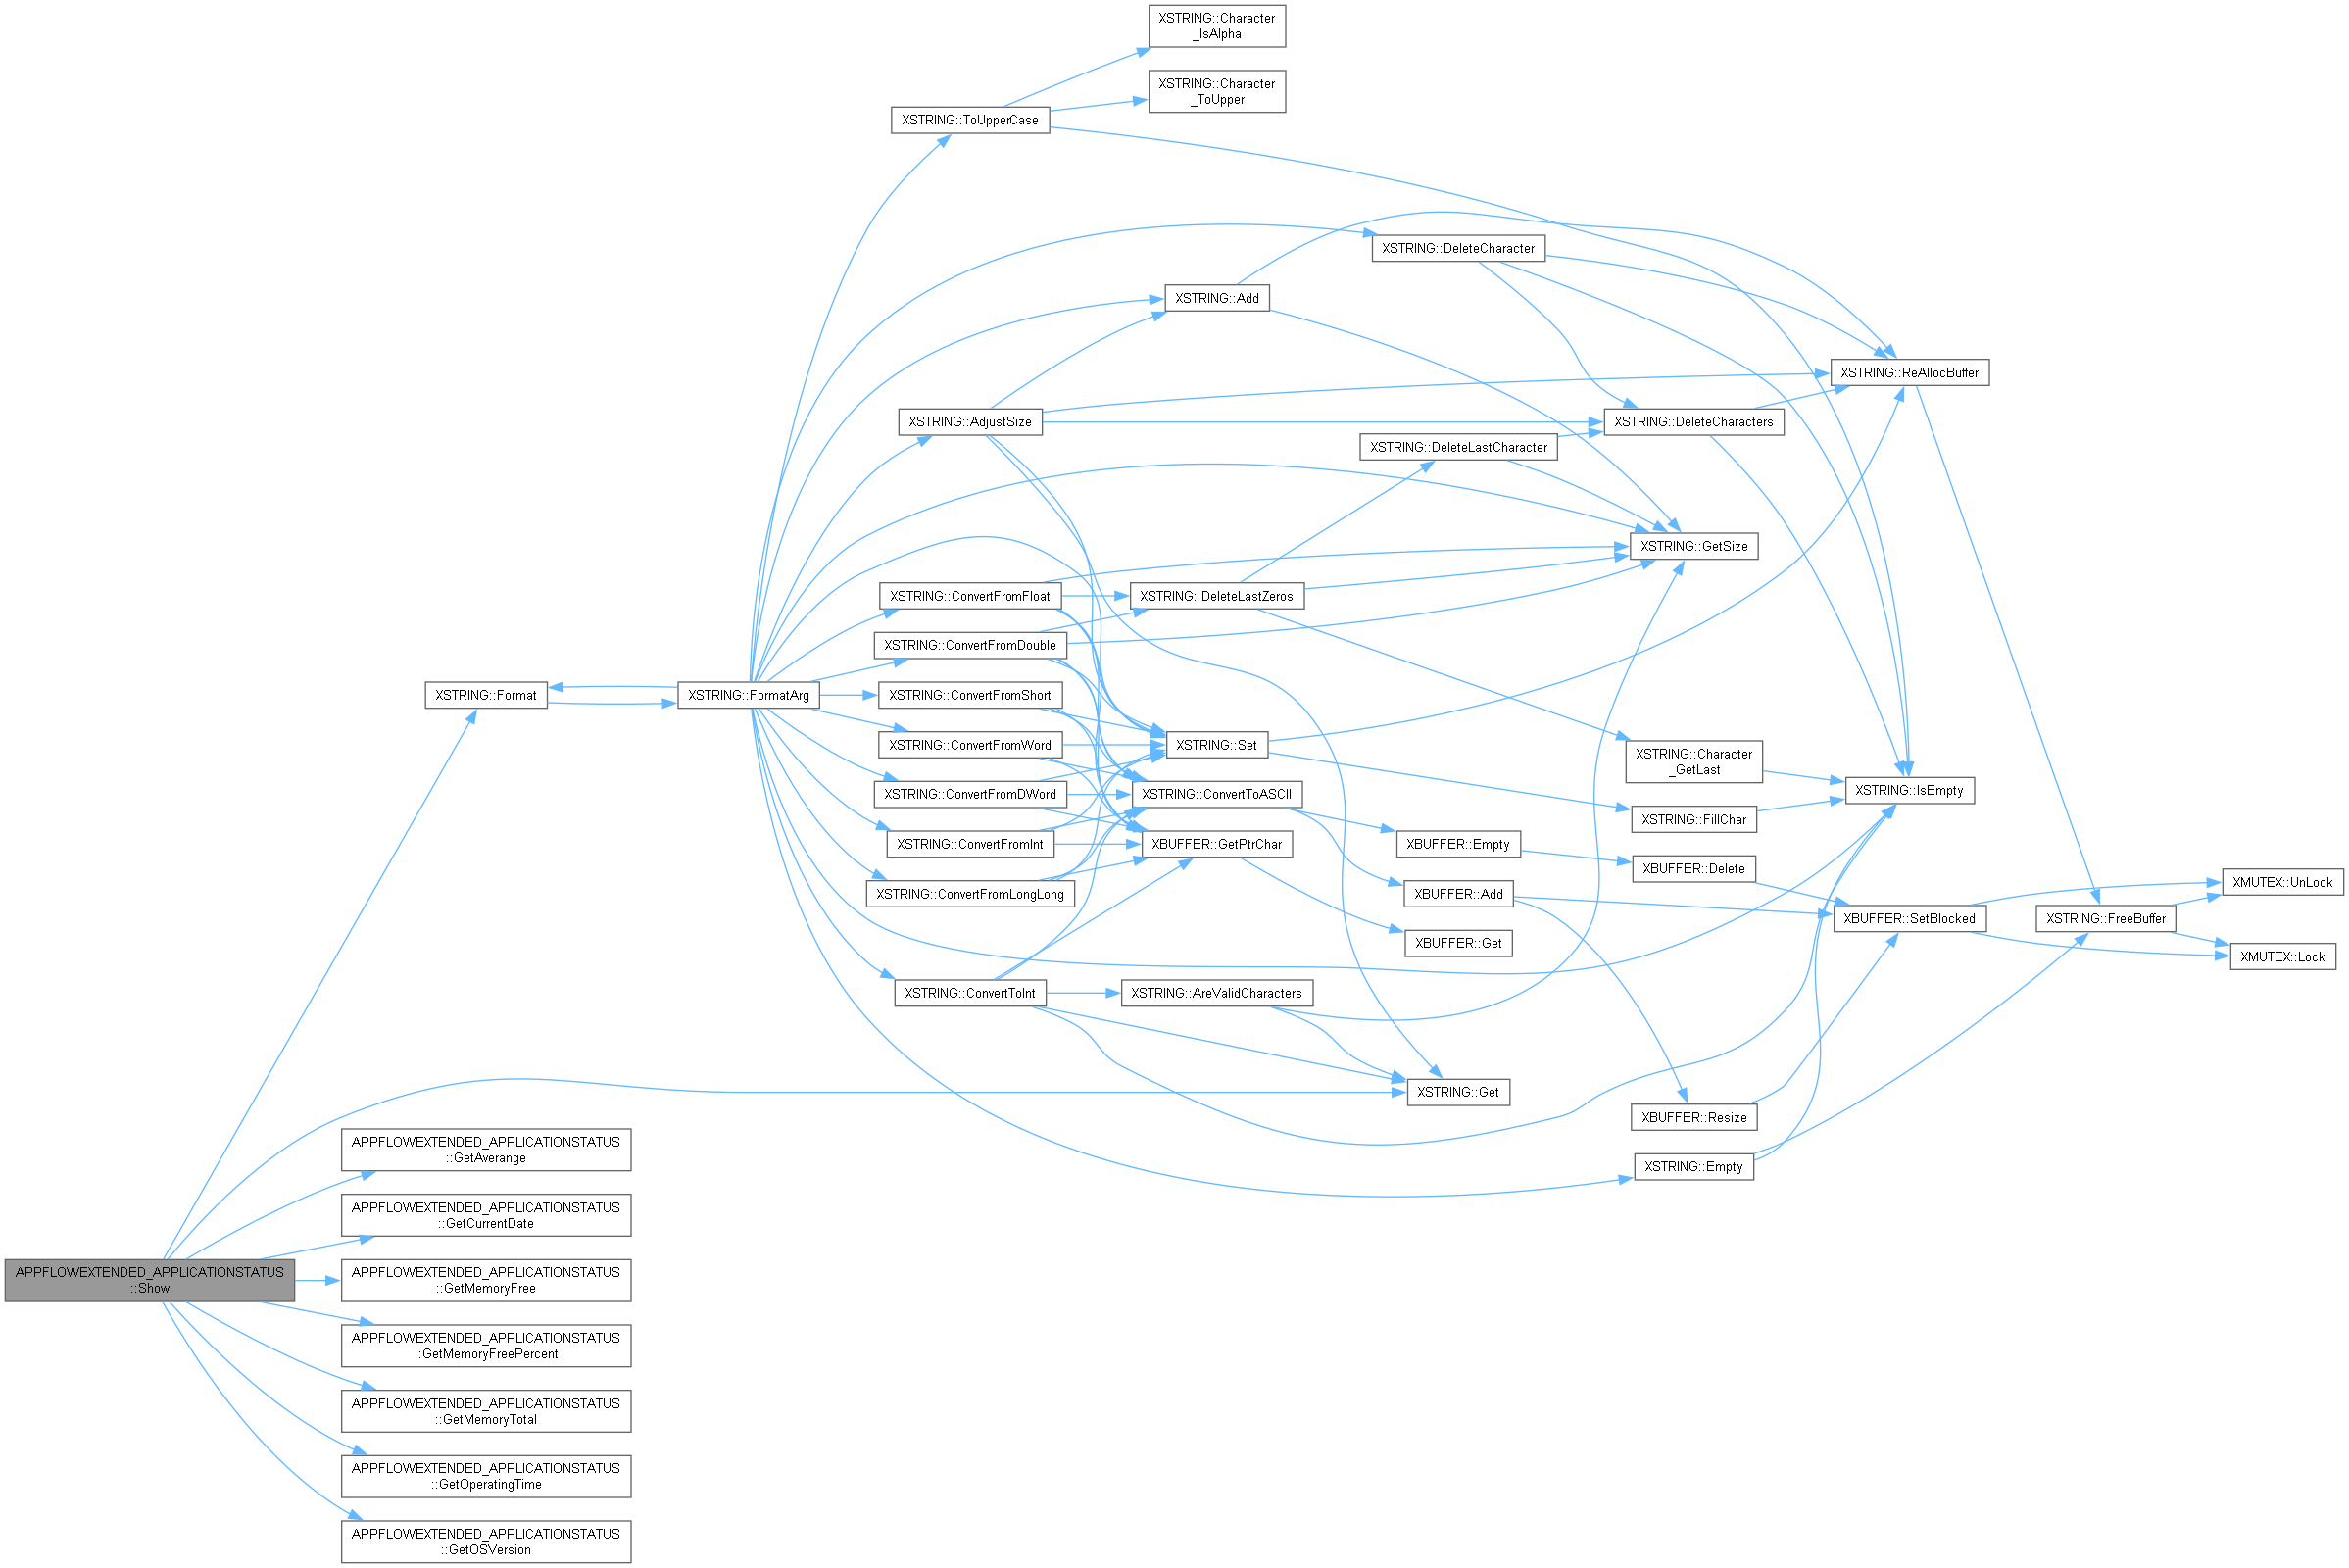 XSTRING::Character
_IsAlpha
XSTRING::Character
_ToUpper
XSTRING::ToUpperCase
XSTRING::DeleteCharacter
XSTRING::Add
XSTRING::ReAllocBuffer
XSTRING::AdjustSize
XSTRING::DeleteCharacters
XSTRING::DeleteLastCharacter
XSTRING::GetSize
XSTRING::ConvertFromFloat
XSTRING::DeleteLastZeros
XSTRING::ConvertFromDouble
XSTRING::Format
XSTRING::FormatArg
XSTRING::ConvertFromShort
XSTRING::ConvertFromWord
XSTRING::Set
XSTRING::Character
_GetLast
XSTRING::ConvertFromDWord
XSTRING::ConvertToASCII
XSTRING::IsEmpty
XSTRING::FillChar
XSTRING::ConvertFromInt
XBUFFER::GetPtrChar
XBUFFER::Empty
XBUFFER::Delete
XSTRING::ConvertFromLongLong
XBUFFER::Add
XMUTEX::UnLock
XBUFFER::SetBlocked
XSTRING::FreeBuffer
XBUFFER::Get
XMUTEX::Lock
XSTRING::ConvertToInt
XSTRING::AreValidCharacters
XSTRING::Get
XBUFFER::Resize
XSTRING::Empty
APPFLOWEXTENDED_APPLICATIONSTATUS
::GetAverange
APPFLOWEXTENDED_APPLICATIONSTATUS
::GetCurrentDate
APPFLOWEXTENDED_APPLICATIONSTATUS
::Show
APPFLOWEXTENDED_APPLICATIONSTATUS
::GetMemoryFree
APPFLOWEXTENDED_APPLICATIONSTATUS
::GetMemoryFreePercent
APPFLOWEXTENDED_APPLICATIONSTATUS
::GetMemoryTotal
APPFLOWEXTENDED_APPLICATIONSTATUS
::GetOperatingTime
APPFLOWEXTENDED_APPLICATIONSTATUS
::GetOSVersion